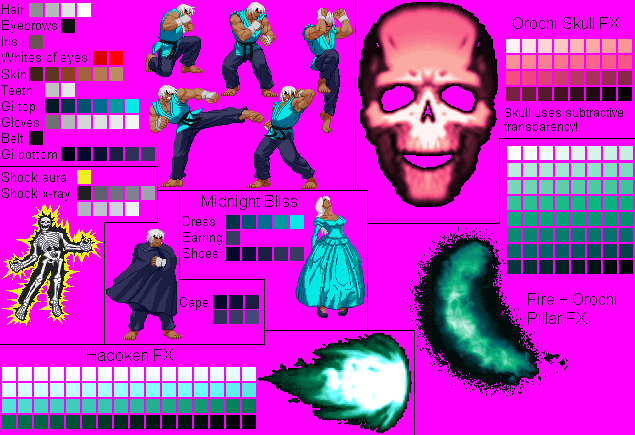 Hair
Eyebrows
Iris
Whites of eyes
Skin
Teeth
Gi top
Gloves
Belt
Gi bottom
Shock aura
Shock x-ray
Midnight Bliss
Dress
Earring
Shoes
Cape
Orochi Skull FX
Skull uses subtractive
transparency!
Fire + Orochi
Pillar FX
Hadoken FX